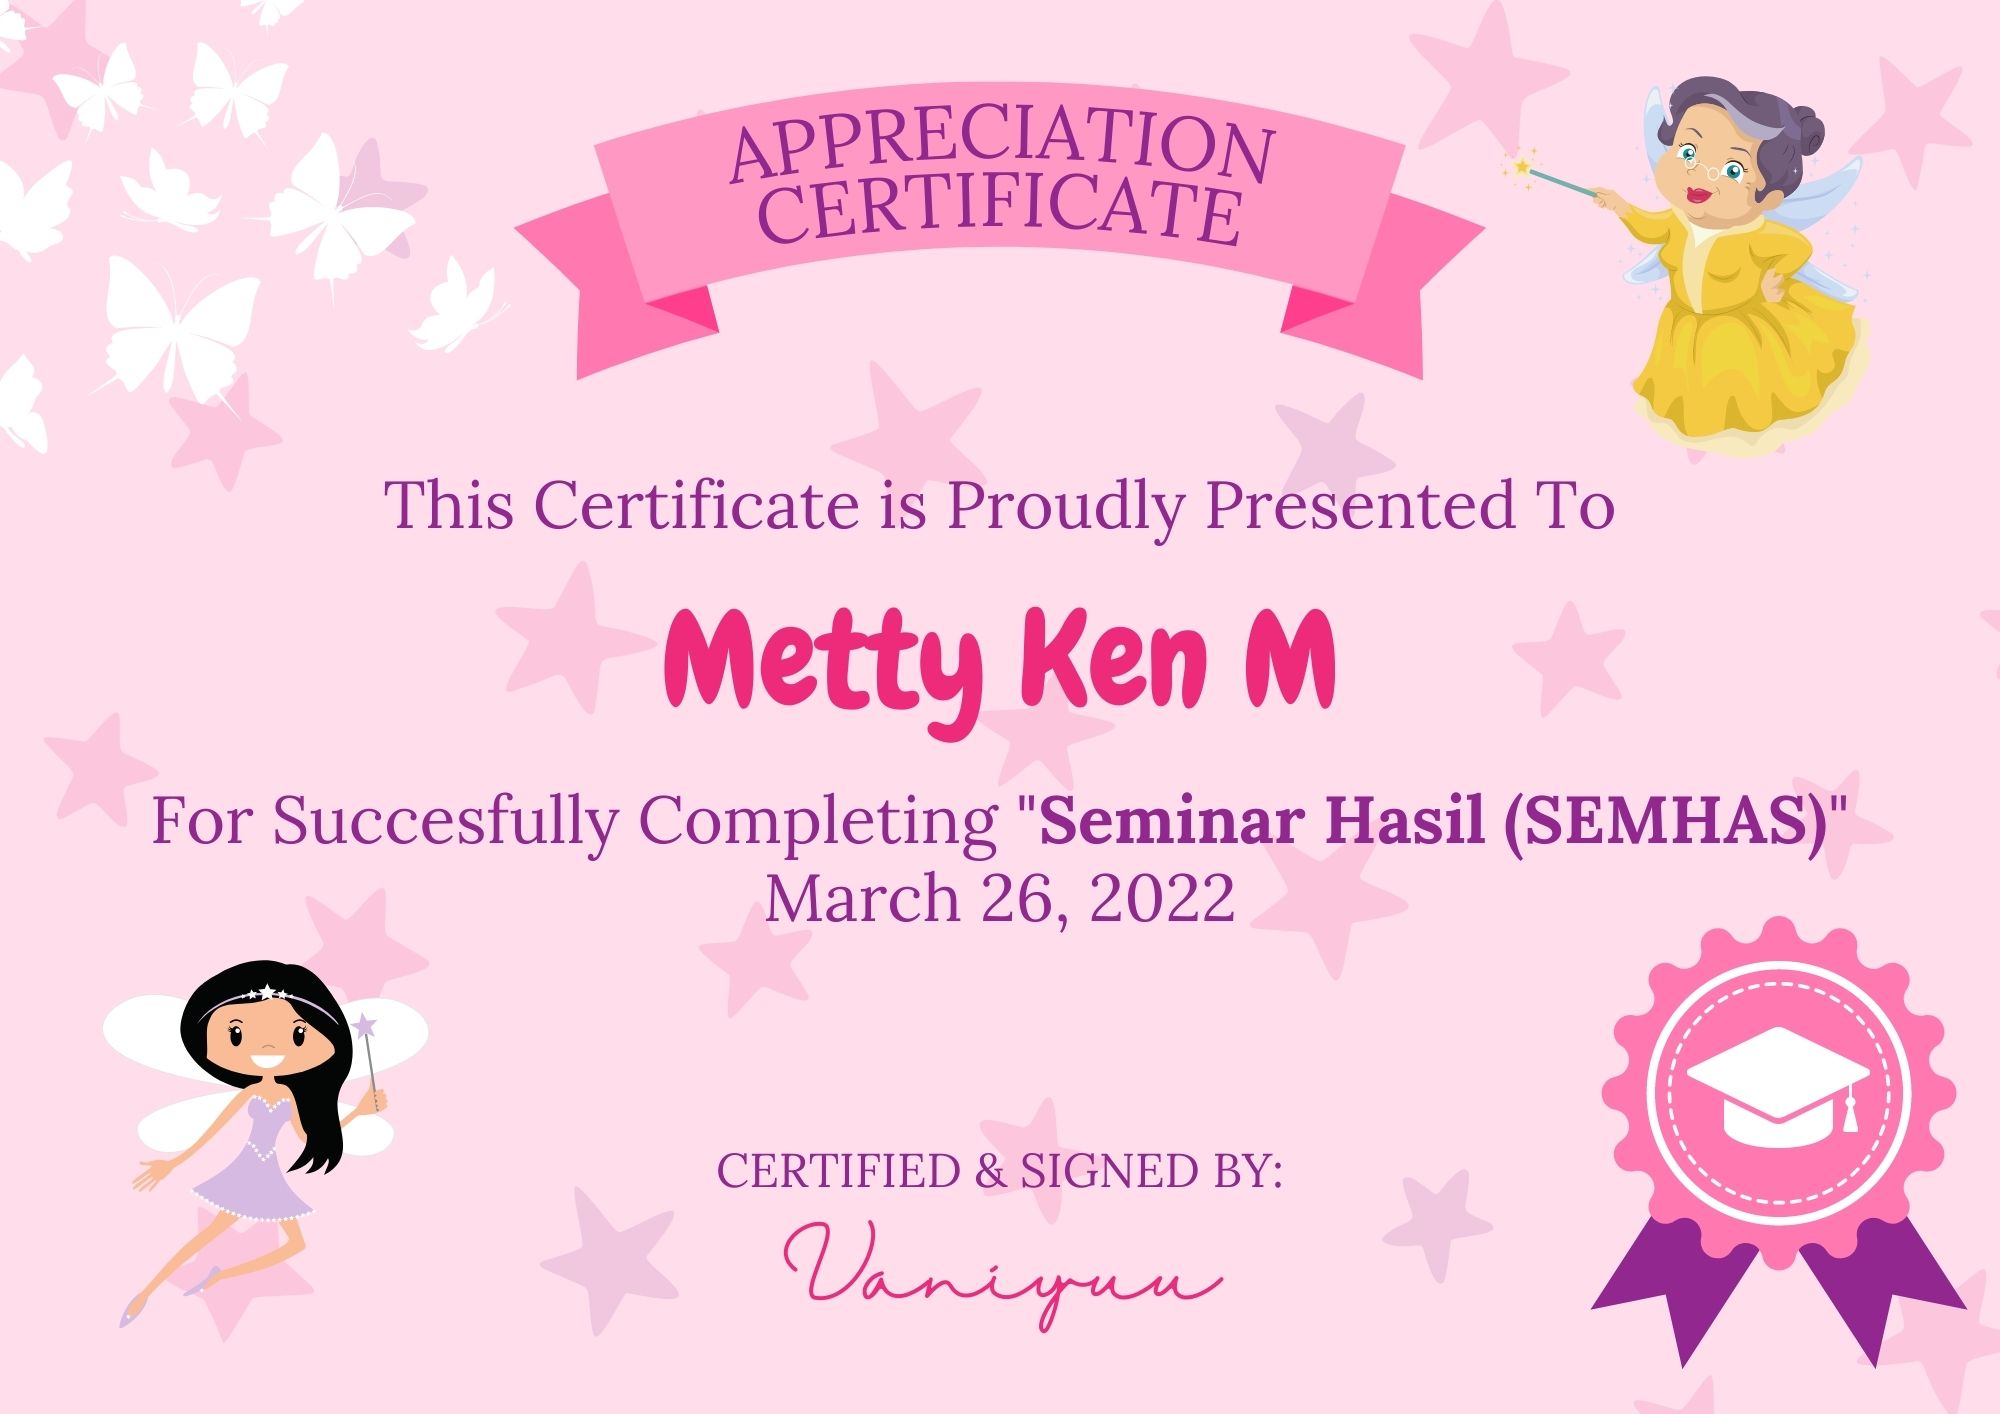 APPRECIATION
CERTIFICATE
This Certificate is Proudly Presented To
Metty Ken M
For Succesfully Completing "Seminar Hasil (SEMHAS)"
March 26, 2022
CERTIFIED & SIGNED BY:
Vaniyuu